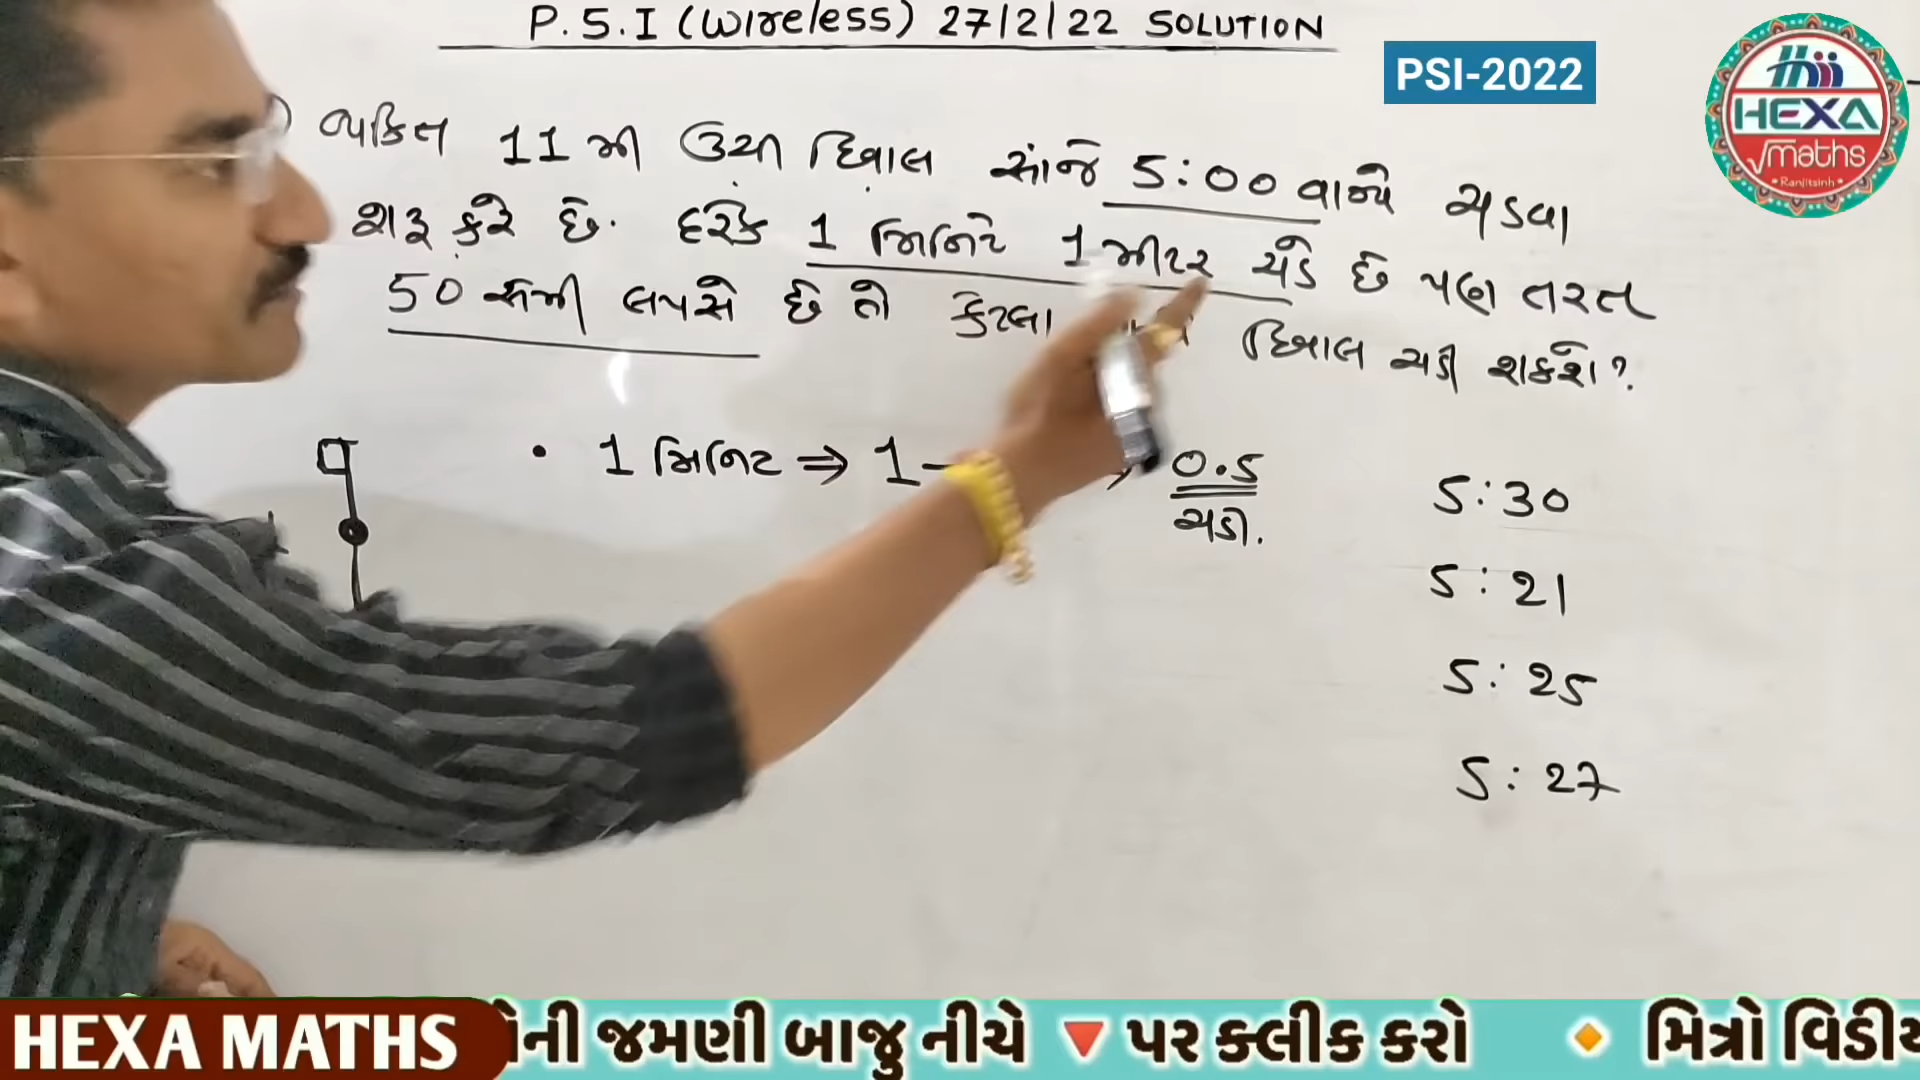 P.S.I (wireless) 27/2/22 SOLUTION
PSI-2022
HEXA
√maths
Ranjitsinh
વ્યકિત 11 મી ઉંચી દિવાલ સાંજે 5:00 વાગ્યે ચડવા
શરૂ કરે છે. દરેક 1 મિનિટે 1 મીટર ચડે છે પણ તરત
50 સેમી લપસે છે તો કેટલા દિવાલ ચડી શકશે?
• 1 મિનિટ ⇒ 1 - 0.5
ચડે.
5:30
5:21
5:25
5:27
HEXA MATHS
ની જમણી બાજુ નીચે 🔻પર ક્લીક કરો 🔸 મિત્રો